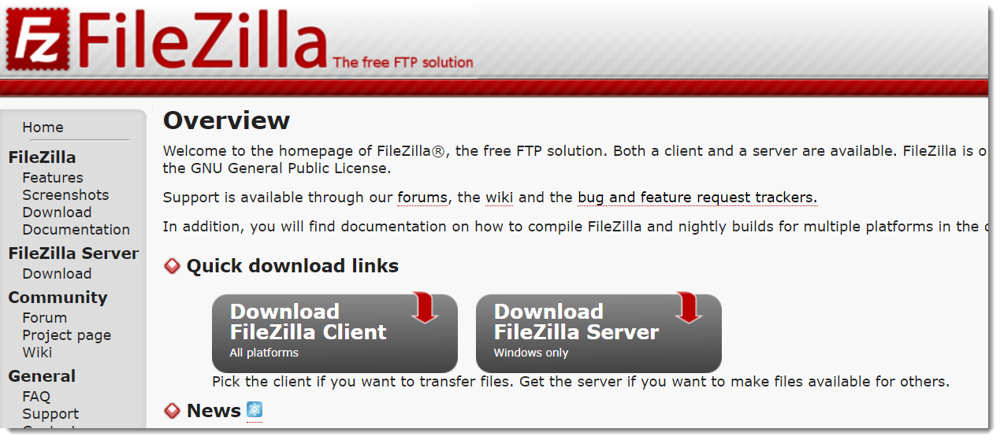 Fz FileZilla The free FTP solution
Home
FileZilla
Features
Screenshots
Download
Documentation
FileZilla Server
Download
Community
Forum
Project page
Wiki
General
FAQ
Support
Overview
Welcome to the homepage of FileZilla®, the free FTP solution. Both a client and a server are available. FileZilla is
the GNU General Public License.
Support is available through our forums, the wiki and the bug and feature request trackers.
In addition, you will find documentation on how to compile FileZilla and nightly builds for multiple platforms in the
Quick download links
Download
FileZilla Client
All platforms
Download
FileZilla Server
Windows only
Pick the client if you want to transfer files. Get the server if you want to make files available for others.
News